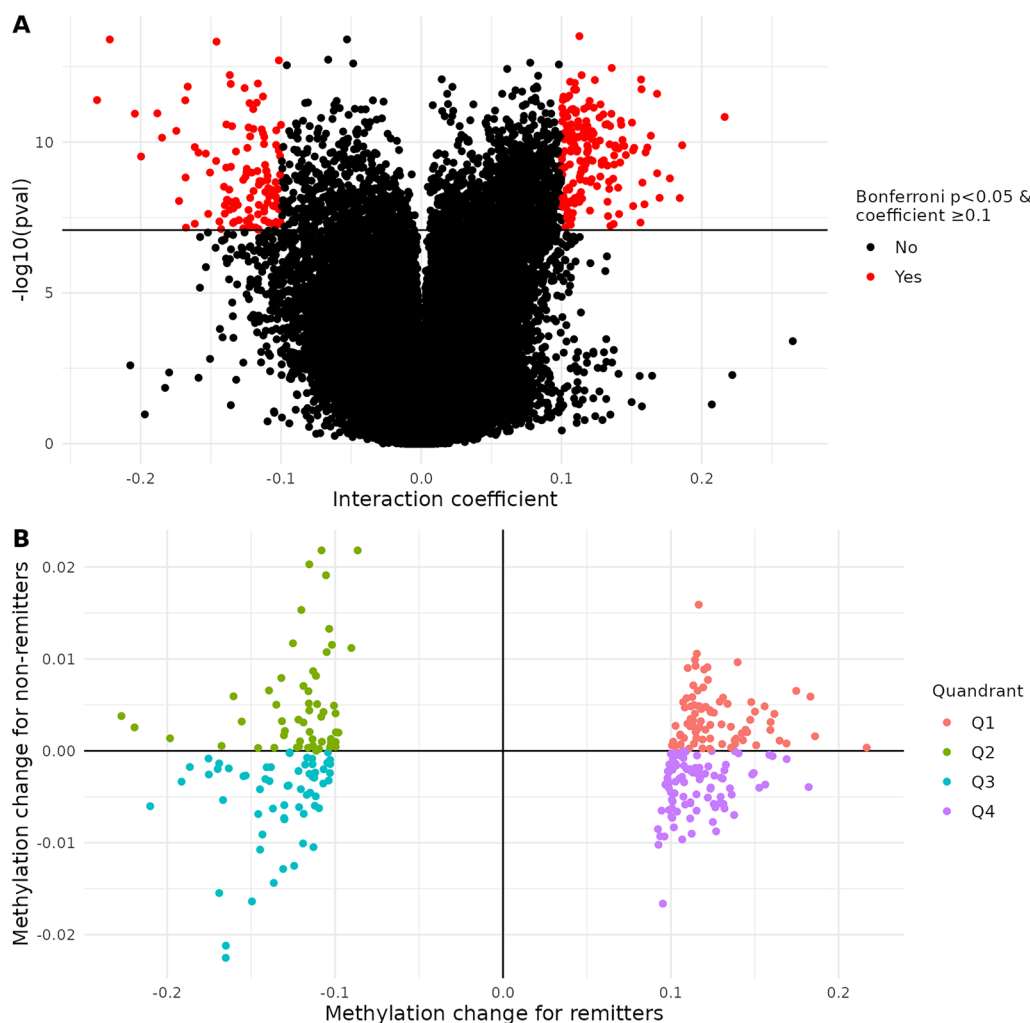 A
10
5
0
-log10(pval)
-0.2
-0.1
0.0
0.1
0.2
Interaction coefficient
Bonferroni p<0.05 &
coefficient ≥0.1
No
Yes
B
0.02
0.01
0.00
-0.01
-0.02
Methylation change for non-remitters
-0.2
-0.1
0.0
0.1
0.2
Methylation change for remitters
Quandrant
Q1
Q2
Q3
Q4